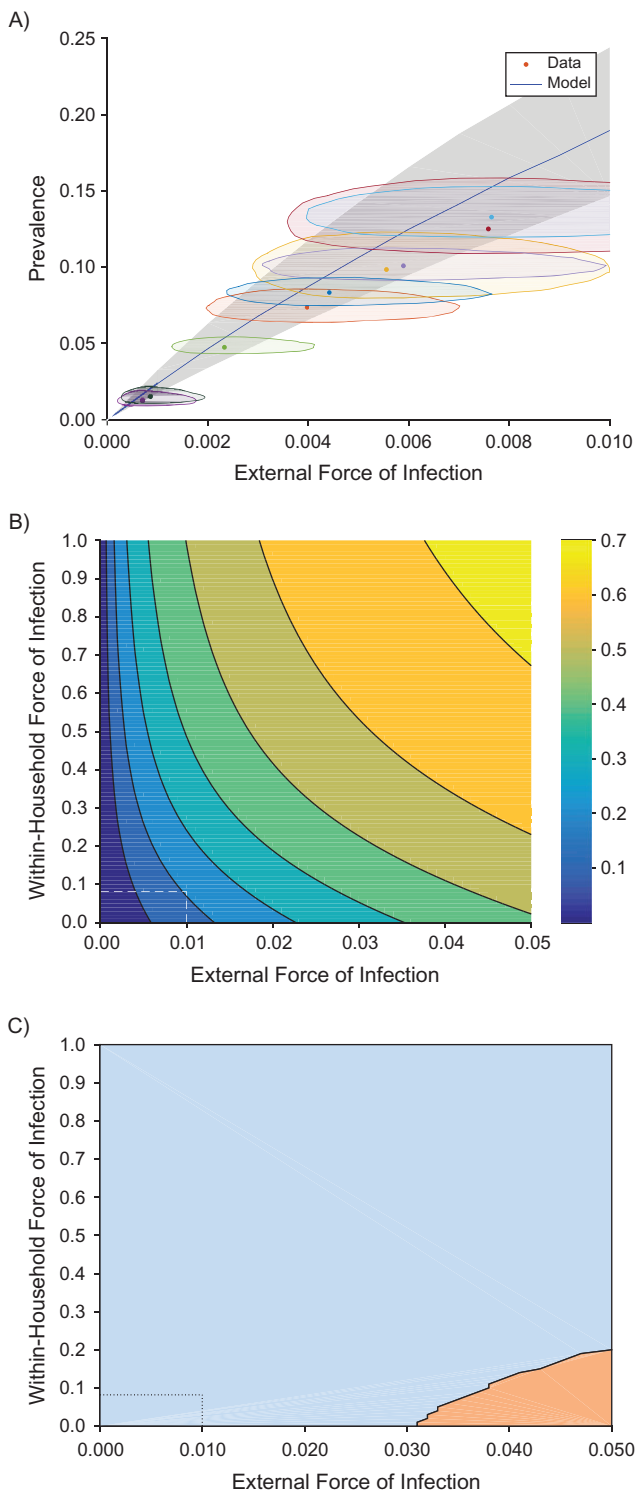 A)
0.25
0.20
0.15
0.10
0.05
0.00
Prevalence
Data
Model
0.000 0.002 0.004 0.006 0.008 0.010
External Force of Infection
B)
1.0
0.9
0.8
0.7
0.6
0.5
0.4
0.3
0.2
0.1
0.0
Within-Household Force of Infection
0.00 0.01 0.02 0.03 0.04 0.05
External Force of Infection
0.7
0.6
0.5
0.4
0.3
0.2
0.1
C)
1.0
0.9
0.8
0.7
0.6
0.5
0.4
0.3
0.2
0.1
0.0
Within-Household Force of Infection
0.000 0.010 0.020 0.030 0.040 0.050
External Force of Infection